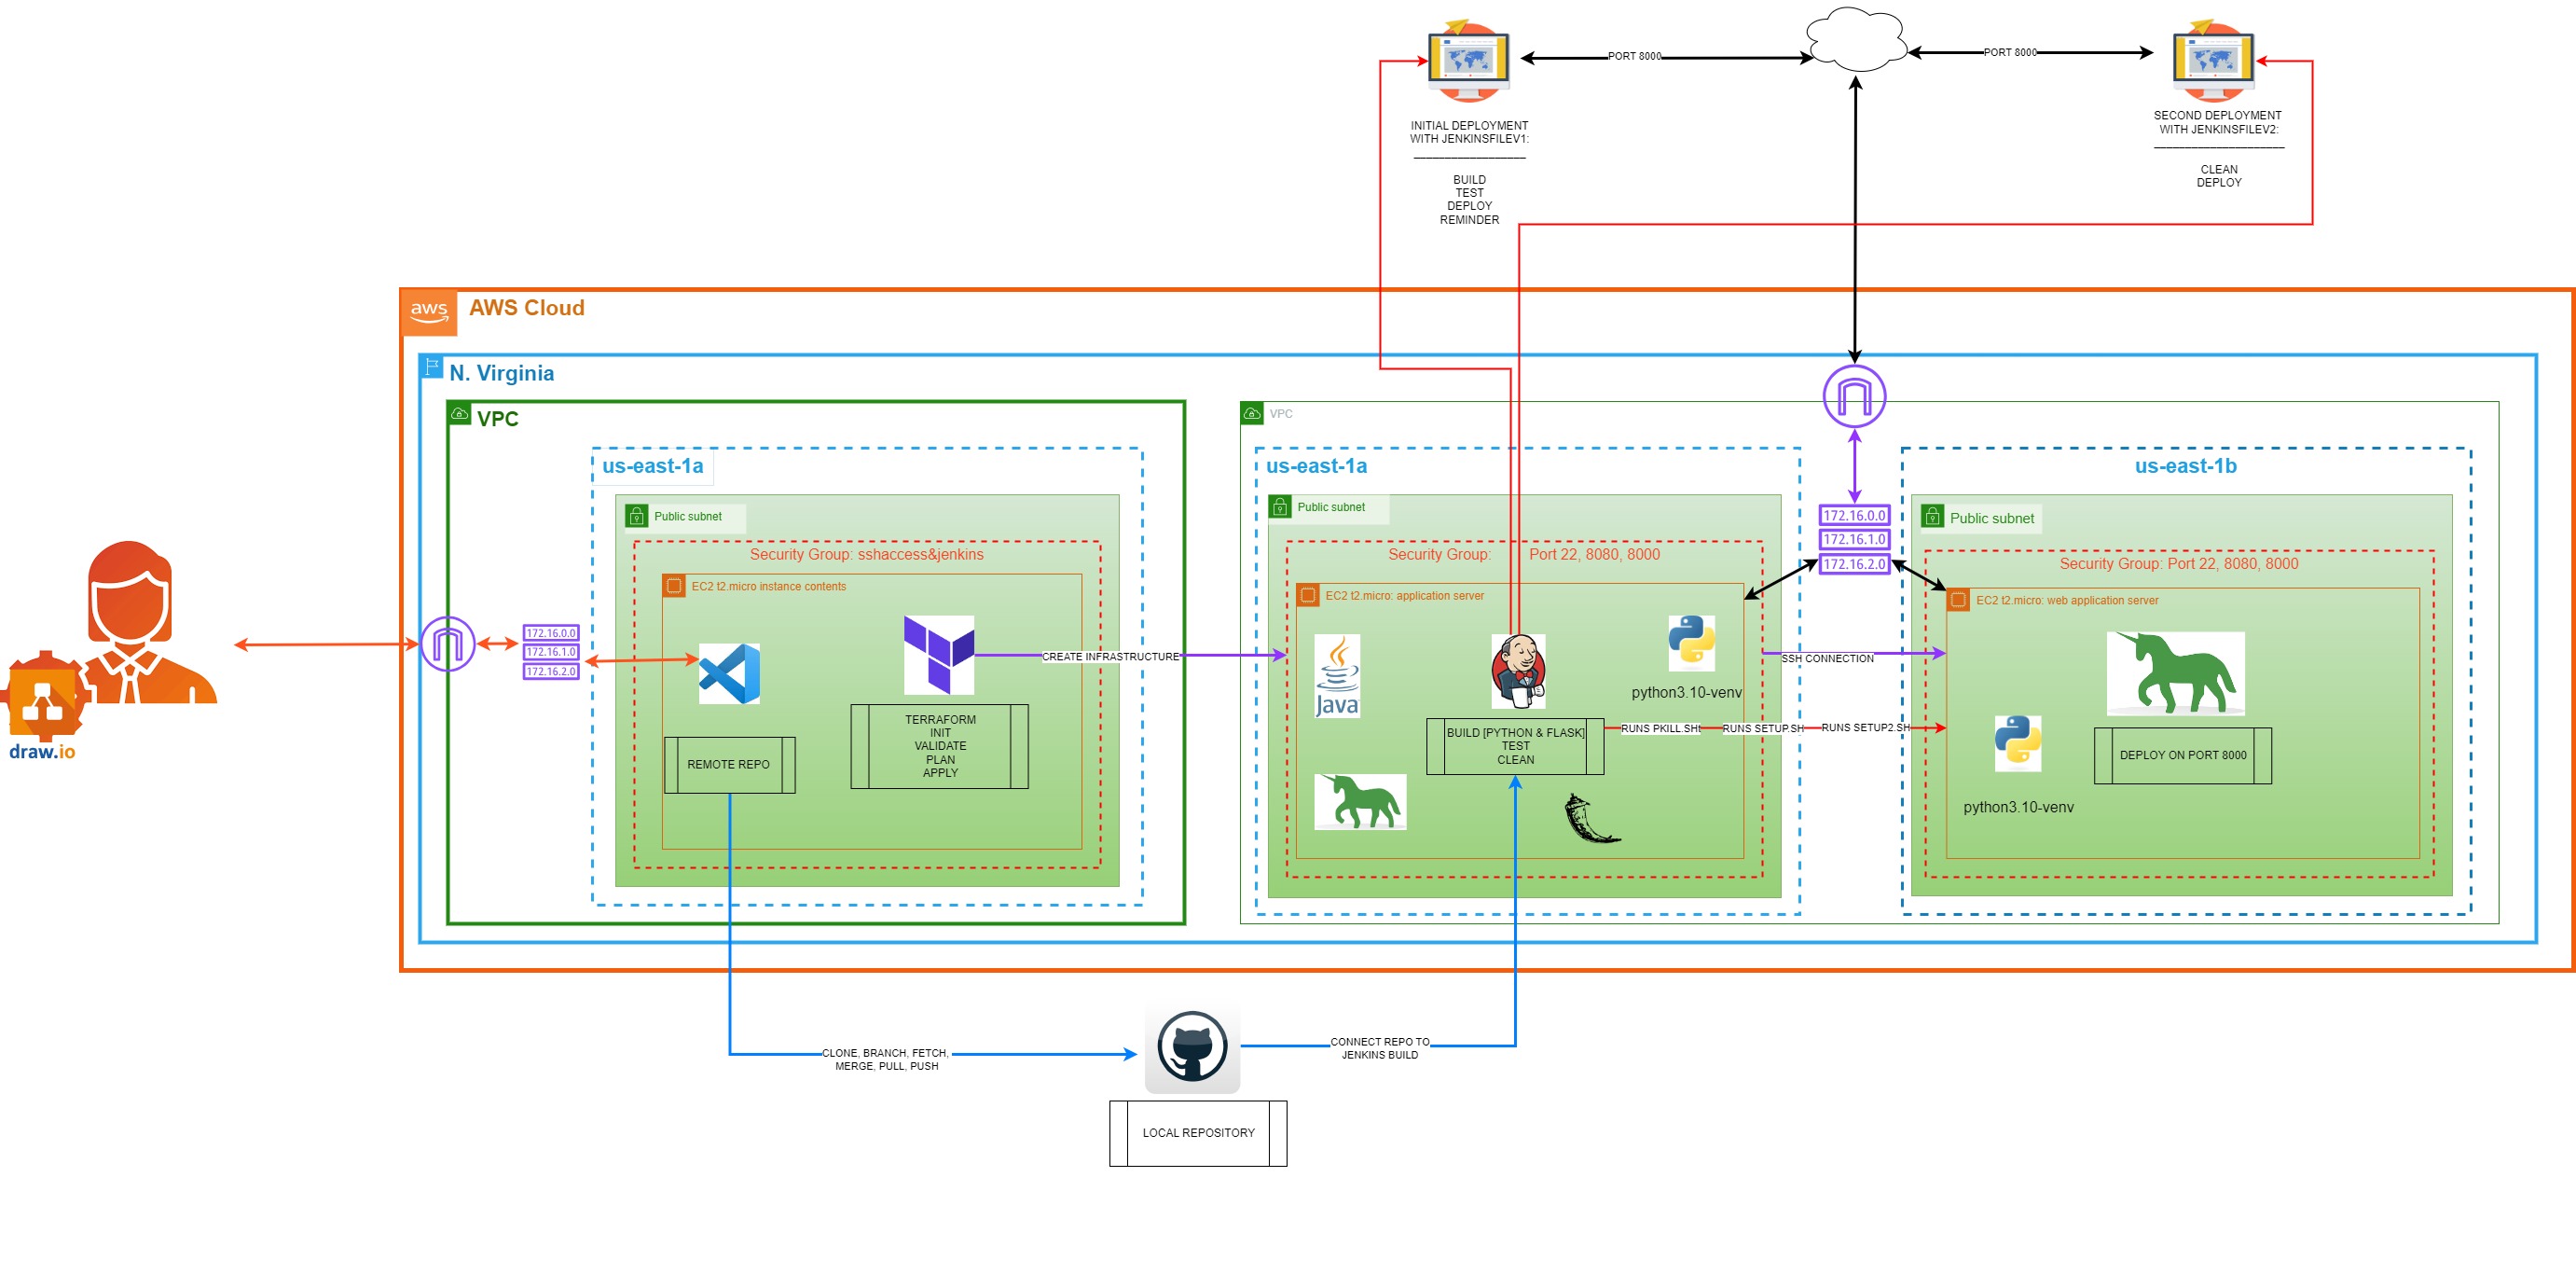 PORT 8000
PORT 8000
INITIAL DEPLOYMENT
WITH JENKINSFILEV1:
BUILD
TEST
DEPLOY
REMINDER
SECOND DEPLOYMENT
WITH JENKINSFILEV2:
CLEAN
DEPLOY
aws
AWS Cloud
N. Virginia
VPC
us-east-1a
Public subnet
Security Group: sshaccess&jenkins
EC2 t2.micro instance contents
172.16.0.0
172.16.1.0
172.16.2.0
draw.io
REMOTE REPO
TERRAFORM
INIT
VALIDATE
PLAN
APPLY
CREATE INFRASTRUCTURE
VPC
us-east-1a
Public subnet
Security Group: Port 22, 8080, 8000
EC2 t2.micro: application server
Java
python3.10-venv
BUILD [PYTHON & FLASK]
TEST
CLEAN
172.16.0.0
172.16.1.0
172.16.2.0
SSH CONNECTION
RUNS PKILL.SH
RUNS SETUP.SH
RUNS SETUP2.SH
us-east-1b
Public subnet
Security Group: Port 22, 8080, 8000
EC2 t2.micro: web application server
python3.10-venv
DEPLOY ON PORT 8000
CLONE, BRANCH, FETCH,
MERGE, PULL, PUSH
CONNECT REPO TO
JENKINS BUILD
LOCAL REPOSITORY